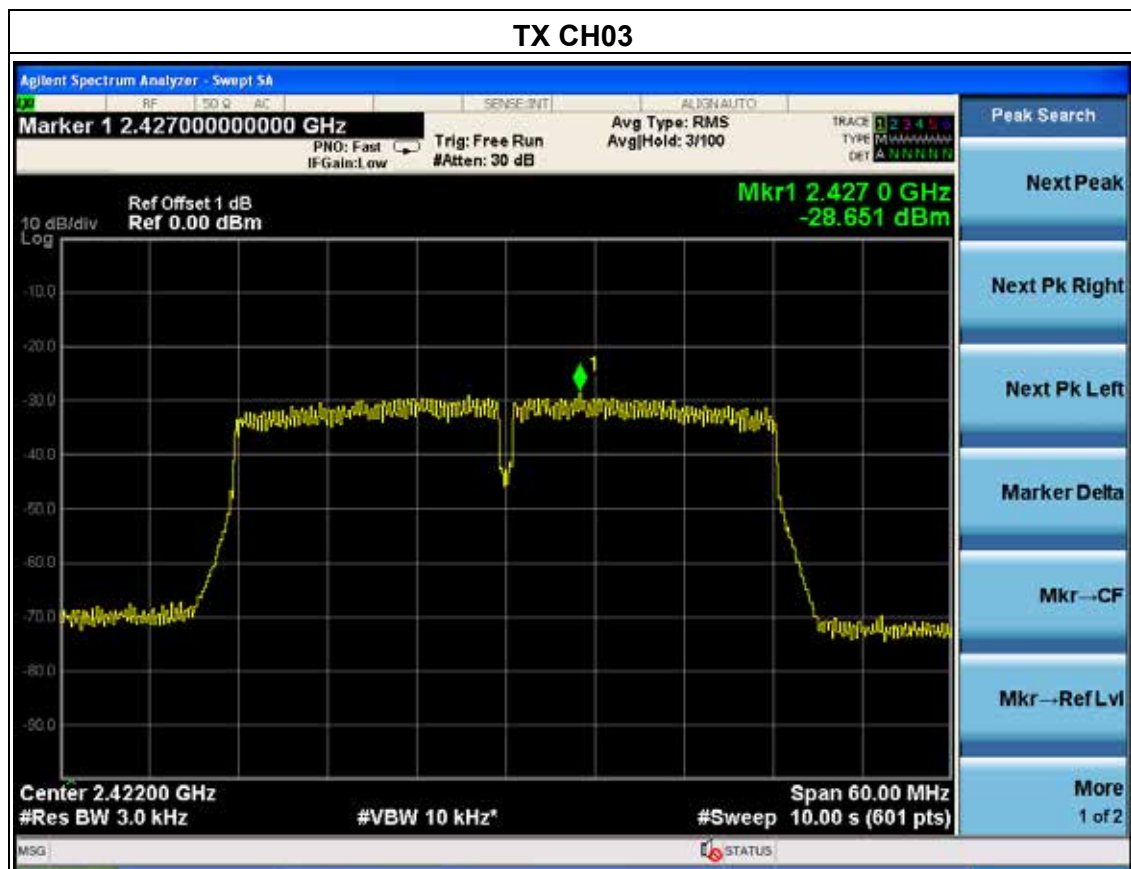 TX CH03
Agilent Spectrum Analyzer - Swept SA
RF 50 Ω AC SENSE:INT ALIGNAUTO
Marker 1 2.427000000000 GHz
PNO: Fast
IFGain:Low
Trig: Free Run
#Atten: 30 dB
Avg Type: RMS
Avg|Hold: 3/100
TRACE 1 2 3 4 5 6
TYPE M
DET A N N N N N
Peak Search
Mkr1 2.427 0 GHz
-28.651 dBm
Ref Offset 1 dB
10 dB/div Ref 0.00 dBm
Log
-10.0
-20.0
-30.0
-40.0
-50.0
-60.0
-70.0
-80.0
-90.0
1
Center 2.42200 GHz
Span 60.00 MHz
#Res BW 3.0 kHz
#VBW 10 kHz*
#Sweep 10.00 s (601 pts)
MSG
STATUS
Next Peak
Next Pk Right
Next Pk Left
Marker Delta
Mkr→CF
Mkr→Ref Lvl
More
1 of 2